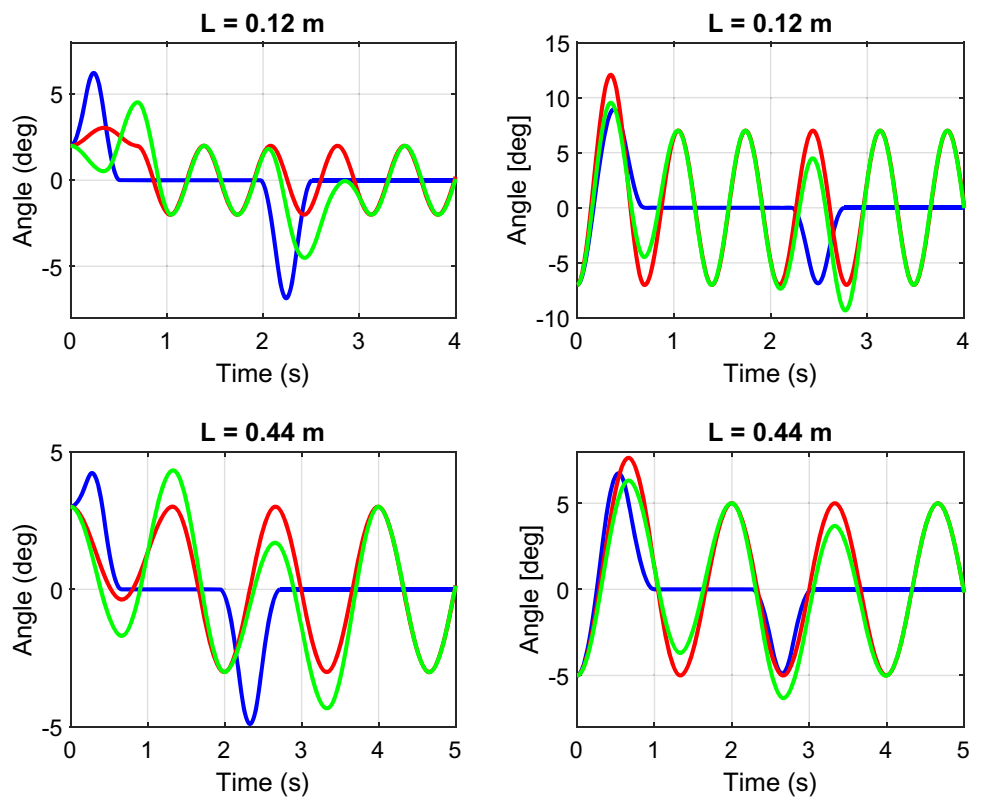 L = 0.12 m
Angle (deg)
5
0
-5
0 1 2 3 4
Time (s)
L = 0.12 m
Angle [deg]
15
10
5
0
-5
-10
0 1 2 3 4
Time (s)
L = 0.44 m
Angle (deg)
5
0
-5
0 1 2 3 4 5
Time (s)
L = 0.44 m
Angle [deg]
5
0
-5
0 1 2 3 4 5
Time (s)